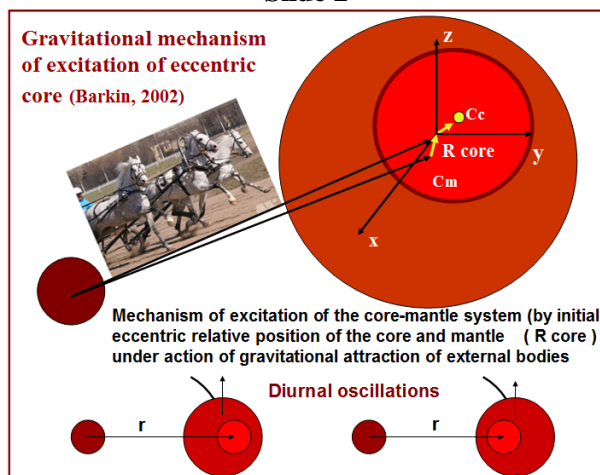 Slide 2
Gravitational mechanism
of excitation of eccentric
core (Barkin, 2002)
z
Cc
R core
y
Cm
x
Mechanism of excitation of the core-mantle system (by initial
eccentric relative position of the core and mantle ( R core )
under action of gravitational attraction of external bodies
Diurnal oscillations
r
r